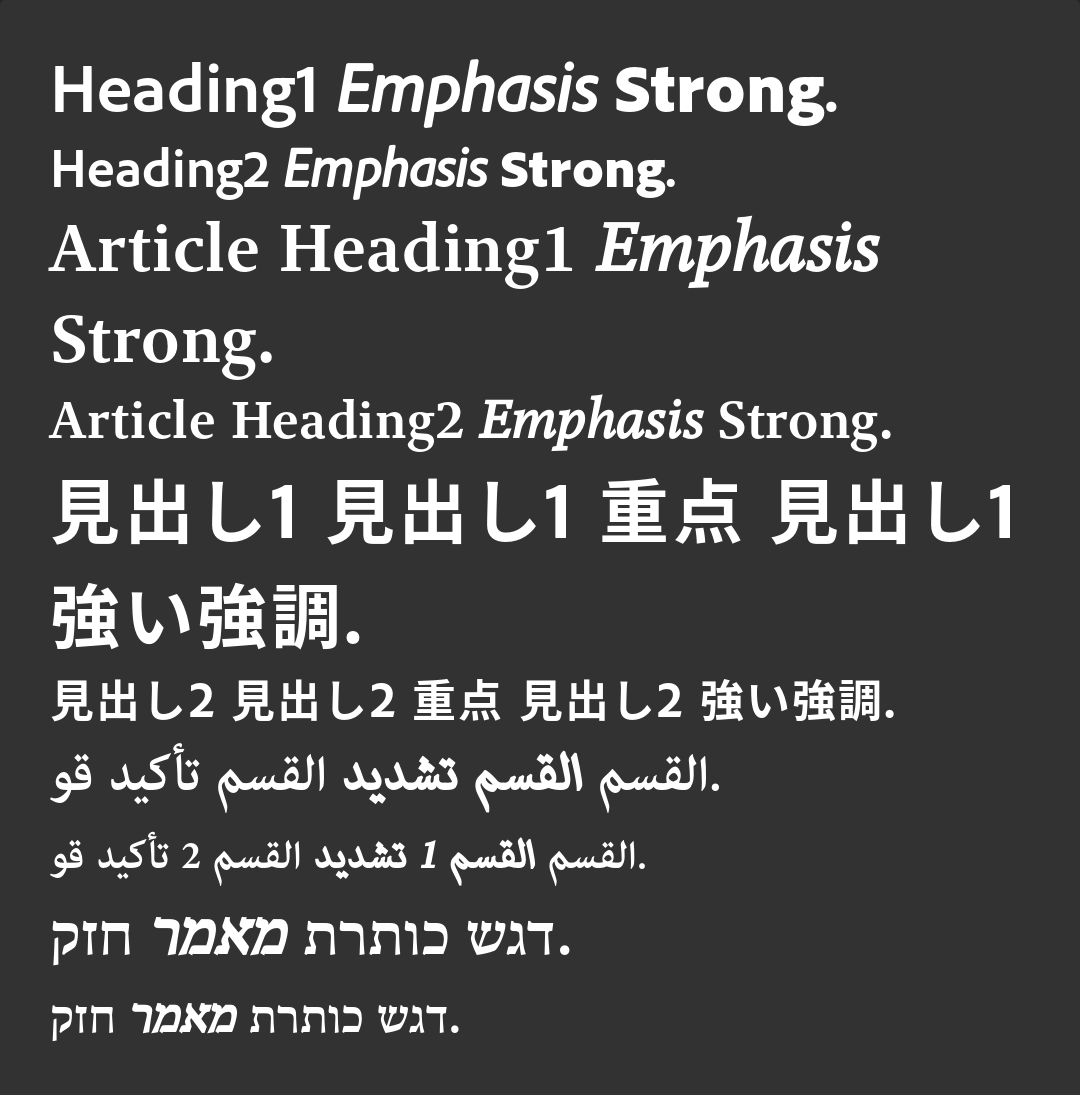 Heading1 Emphasis Strong.
Heading2 Emphasis Strong.
Article Heading1 Emphasis
Strong.
Article Heading2 Emphasis Strong.
見出し1 見出し1 重点 見出し1
強い強調.
見出し2 見出し2 重点 見出し2 強い強調.
القسم القسم تشديد القسم تأكيد قو.
القسم القسم 1 تشديد القسم 2 تأكيد قو.
דגש כותרת מאמר חזק.
דגש כותרת מאמר חזק.